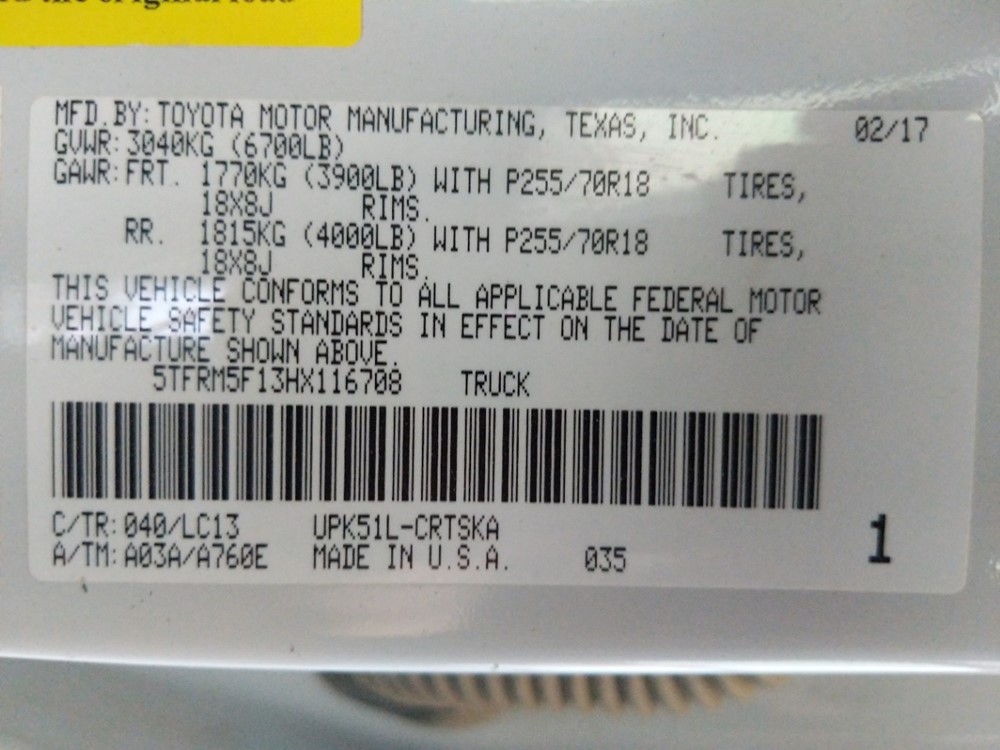 MFD.BY:TOYOTA MOTOR MANUFACTURING, TEXAS, INC. 02/17
GVWR:3040KG (6700LB)
GAWR:FRT. 1770KG (3900LB) WITH P255/70R18 TIRES,
18X8J RIMS.
RR. 1815KG (4000LB) WITH P255/70R18 TIRES,
18X8J RIMS.
THIS VEHICLE CONFORMS TO ALL APPLICABLE FEDERAL MOTOR
VEHICLE SAFETY STANDARDS IN EFFECT ON THE DATE OF
MANUFACTURE SHOWN ABOVE.
5TFRM5F13HX116708 TRUCK
C/TR:040/LC13 UPK51L-CRTSKA
A/TM:A03A/A760E MADE IN U.S.A. 035 1